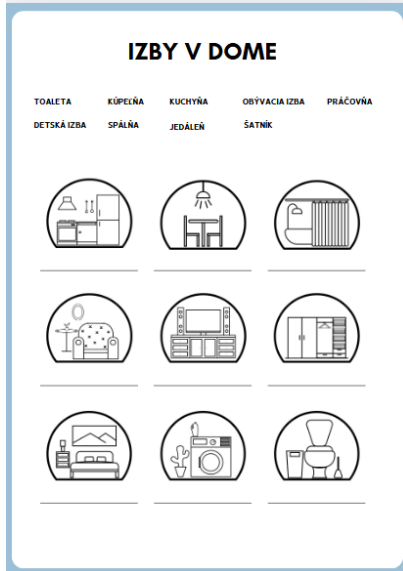 IZBY V DOME
TOALETA KÚPEĽŇA KUCHYŇA OBÝVACIA IZBA PRÁČOVŇA
DETSKÁ IZBA SPÁLŇA JEDÁLEŇ ŠATNÍK